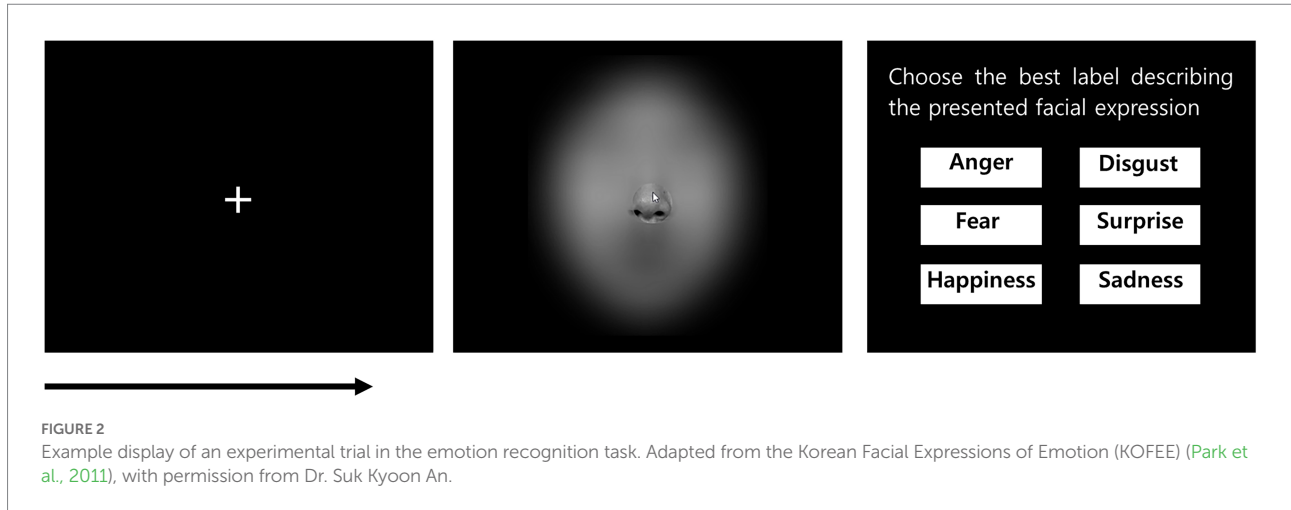 Choose the best label describing
the presented facial expression
Anger
Disgust
Fear
Surprise
Happiness
Sadness
FIGURE 2
Example display of an experimental trial in the emotion recognition task. Adapted from the Korean Facial Expressions of Emotion (KOFEE) (Park et
al., 2011), with permission from Dr. Suk Kyoon An.